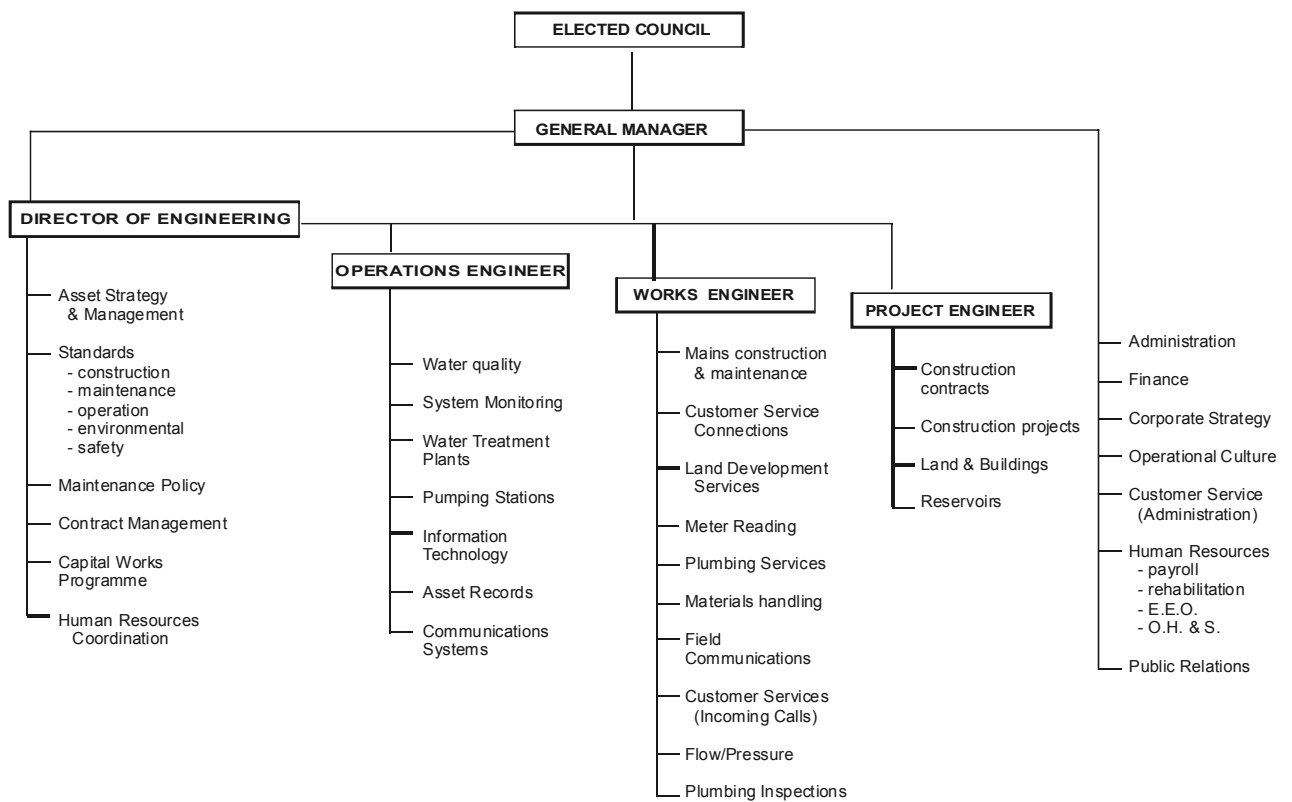 ELECTED COUNCIL
GENERAL MANAGER
DIRECTOR OF ENGINEERING
Asset Strategy
& Management
Standards
- construction
- maintenance
- operation
- environmental
- safety
Maintenance Policy
Contract Management
Capital Works
Programme
Human Resources
Coordination
OPERATIONS ENGINEER
Water quality
System Monitoring
Water Treatment
Plants
Pumping Stations
Information
Technology
Asset Records
Communications
Systems
WORKS ENGINEER
Mains construction
& maintenance
Customer Service
Connections
Land Development
Services
Meter Reading
Plumbing Services
Materials handling
Field
Communications
Customer Services
(Incoming Calls)
Flow/Pressure
Plumbing Inspections
PROJECT ENGINEER
Construction
contracts
Construction projects
Land & Buildings
Reservoirs
Administration
Finance
Corporate Strategy
Operational Culture
Customer Service
(Administration)
Human Resources
- payroll
- rehabilitation
- E.E.O.
- O.H. & S.
Public Relations